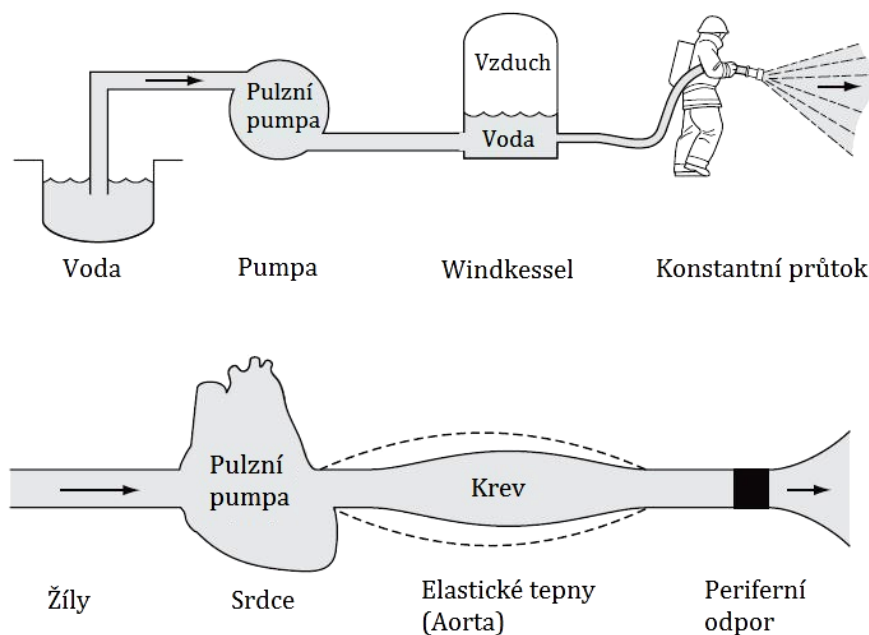 Pulzní
pumpa
Vzduch
Voda
Voda
Pumpa
Windkessel
Konstantní průtok
Pulzní
pumpa
Krev
Žíly
Srdce
Elastické tepny
(Aorta)
Periferní
odpor